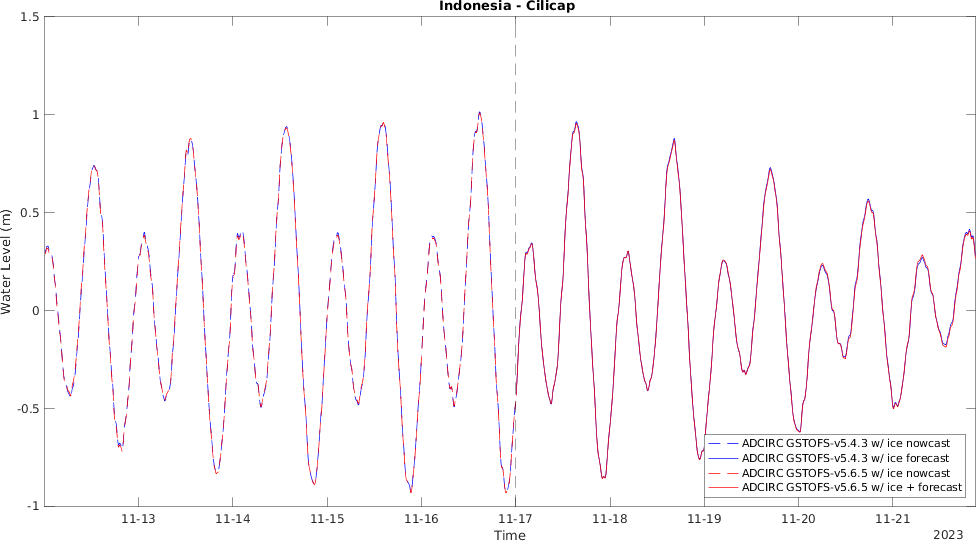 Indonesia - Cilicap
1.5
1
0.5
0
-0.5
-1
Water Level (m)
11-13
11-14
11-15
11-16
11-17
11-18
11-19
11-20
11-21
Time
2023
ADCIRC GSTOFS-v5.4.3 w/ ice nowcast
ADCIRC GSTOFS-v5.4.3 w/ ice forecast
ADCIRC GSTOFS-v5.6.5 w/ ice nowcast
ADCIRC GSTOFS-v5.6.5 w/ ice + forecast